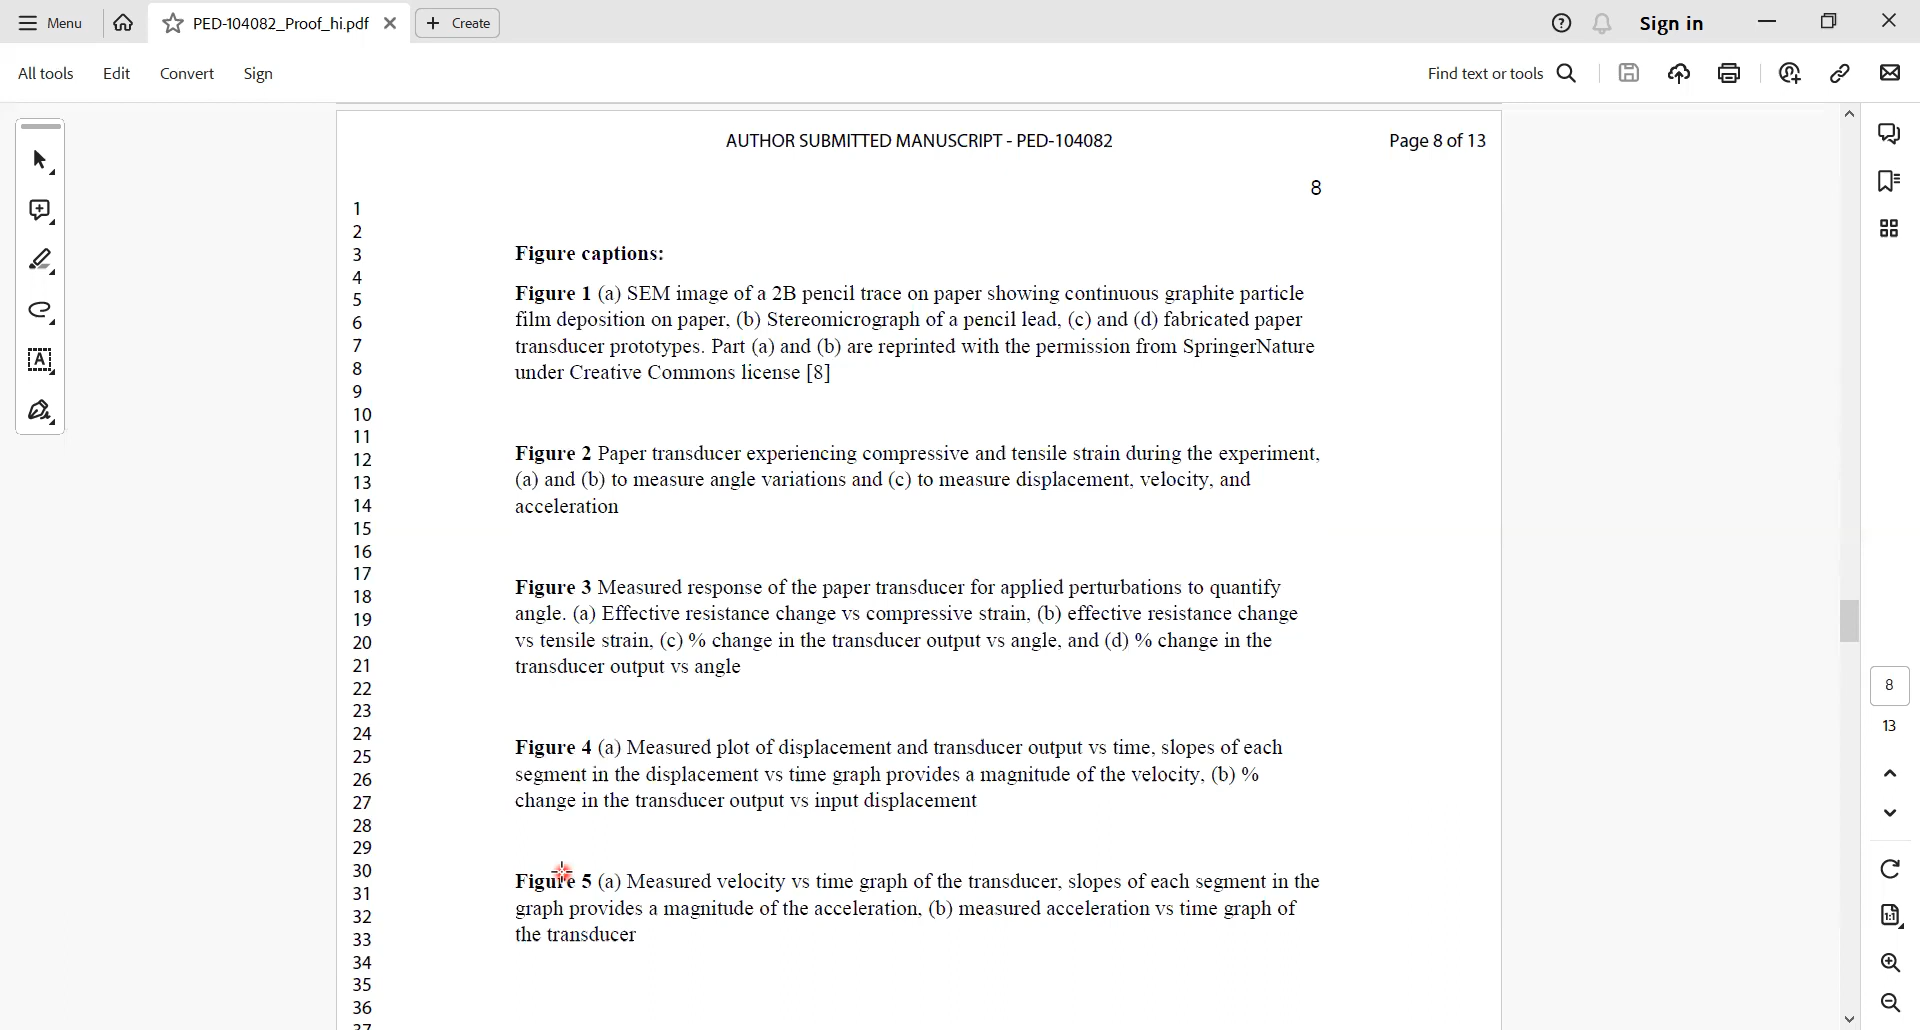 Menu
PED-104082_Proof_hi.pdf
Create
Sign in
All tools
Edit
Convert
Sign
Find text or tools
AUTHOR SUBMITTED MANUSCRIPT - PED-104082
Page 8 of 13
8
1
2
3
4
5
6
7
8
9
10
11
12
13
14
15
16
17
18
19
20
21
22
23
24
25
26
27
28
29
30
31
32
33
34
35
36
37
Figure captions:
Figure 1 (a) SEM image of a 2B pencil trace on paper showing continuous graphite particle
film deposition on paper, (b) Stereomicrograph of a pencil lead, (c) and (d) fabricated paper
transducer prototypes. Part (a) and (b) are reprinted with the permission from SpringerNature
under Creative Commons license [8]
Figure 2 Paper transducer experiencing compressive and tensile strain during the experiment,
(a) and (b) to measure angle variations and (c) to measure displacement, velocity, and
acceleration
Figure 3 Measured response of the paper transducer for applied perturbations to quantify
angle. (a) Effective resistance change vs compressive strain, (b) effective resistance change
vs tensile strain, (c) % change in the transducer output vs angle, and (d) % change in the
transducer output vs angle
Figure 4 (a) Measured plot of displacement and transducer output vs time, slopes of each
segment in the displacement vs time graph provides a magnitude of the velocity, (b) %
change in the transducer output vs input displacement
Figure 5 (a) Measured velocity vs time graph of the transducer, slopes of each segment in the
graph provides a magnitude of the acceleration, (b) measured acceleration vs time graph of
the transducer
8
13